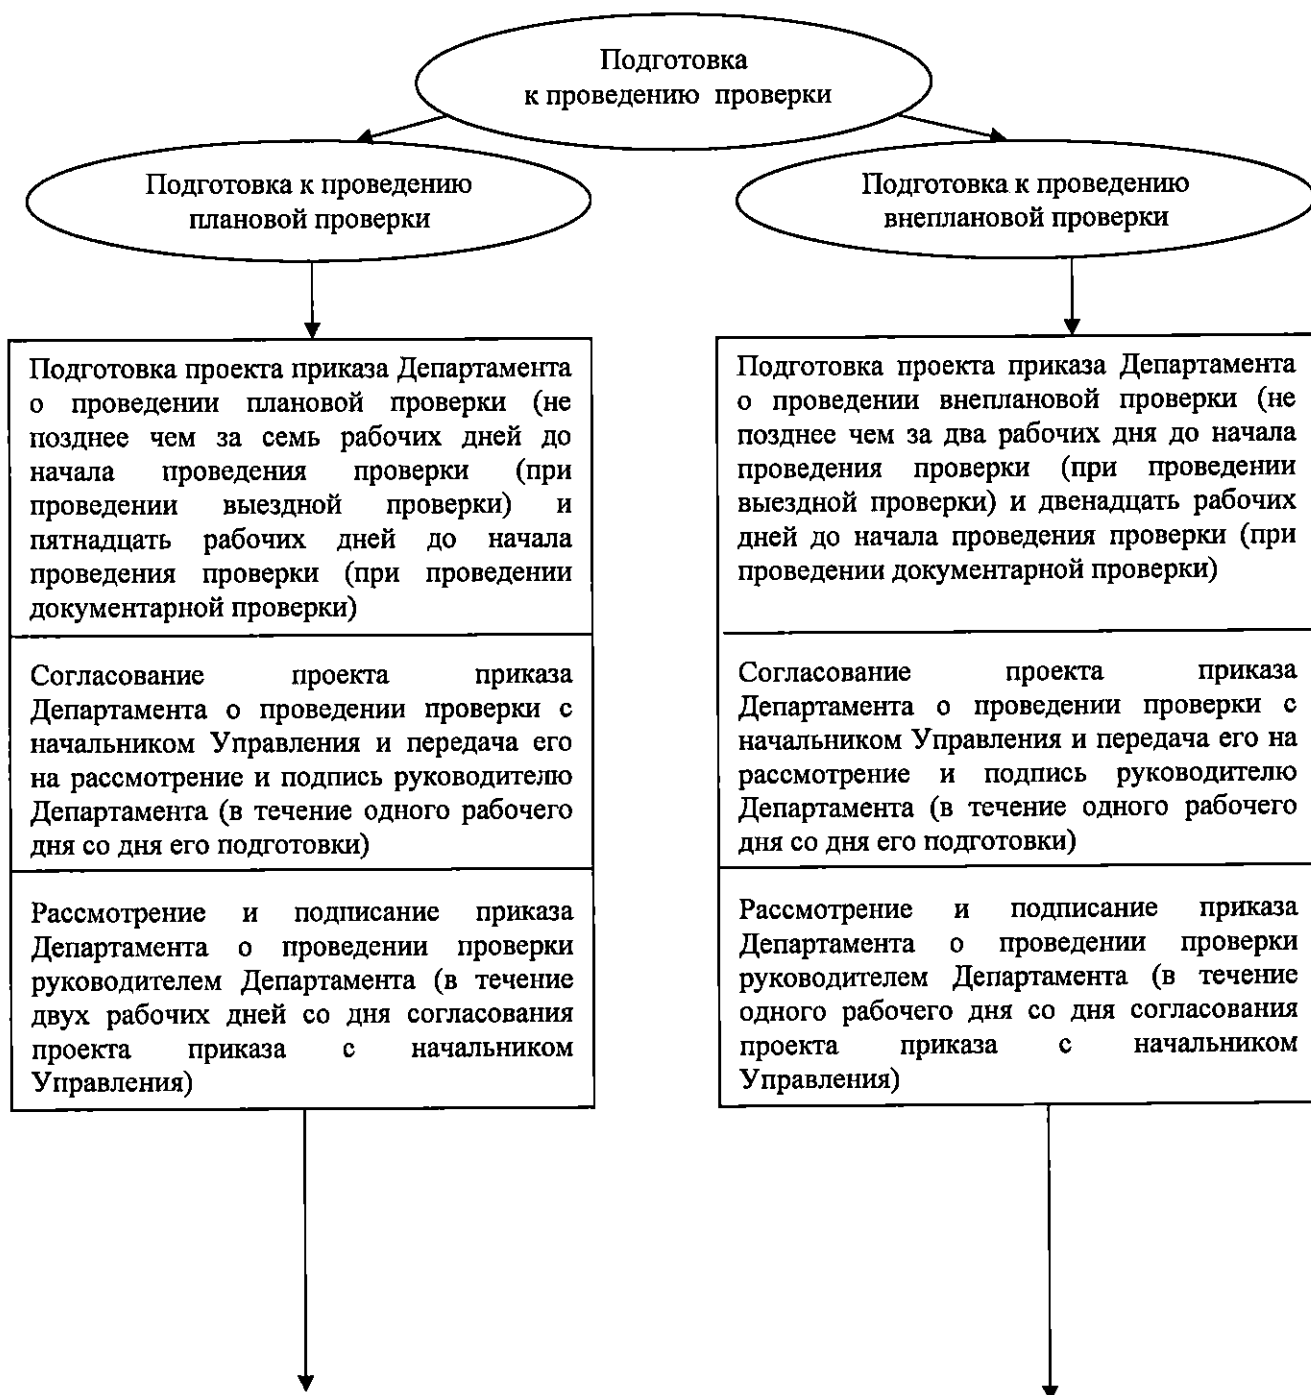 Подготовка
к проведению проверки
Подготовка к проведению
плановой проверки
Подготовка к проведению
внеплановой проверки
Подготовка проекта приказа Департамента
о проведении плановой проверки (не
позднее чем за семь рабочих дней до
начала проведения проверки (при
проведении выездной проверки) и
пятнадцать рабочих дней до начала
проведения проверки (при проведении
документарной проверки)
Согласование проекта приказа
Департамента о проведении проверки с
начальником Управления и передача его
на рассмотрение и подпись руководителю
Департамента (в течение одного рабочего
дня со дня его подготовки)
Рассмотрение и подписание приказа
Департамента о проведении проверки
руководителем Департамента (в течение
двух рабочих дней со дня согласования
проекта приказа с начальником
Управления)
Подготовка проекта приказа Департамента
о проведении внеплановой проверки (не
позднее чем за два рабочих дня до начала
проведения проверки (при проведении
выездной проверки) и двенадцать рабочих
дней до начала проведения проверки (при
проведении документарной проверки)
Согласование проекта приказа
Департамента о проведении проверки с
начальником Управления и передача его на
рассмотрение и подпись руководителю
Департамента (в течение одного рабочего
дня со дня его подготовки)
Рассмотрение и подписание приказа
Департамента о проведении проверки
руководителем Департамента (в течение
одного рабочего дня со дня согласования
проекта приказа с начальником
Управления)